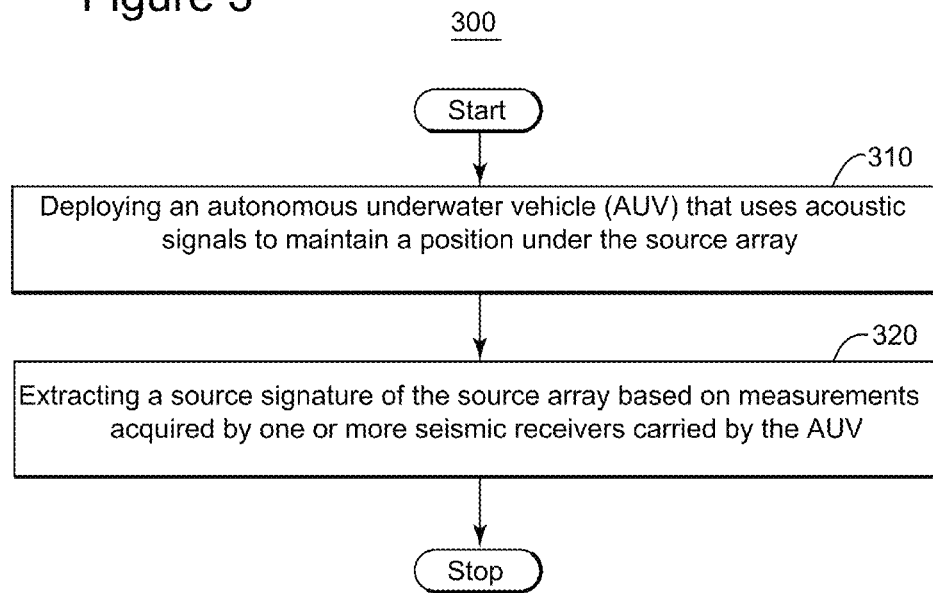 Figure 3
300
Start
310
Deploying an autonomous underwater vehicle (AUV) that uses acoustic
signals to maintain a position under the source array
320
Extracting a source signature of the source array based on measurements
acquired by one or more seismic receivers carried by the AUV
Stop